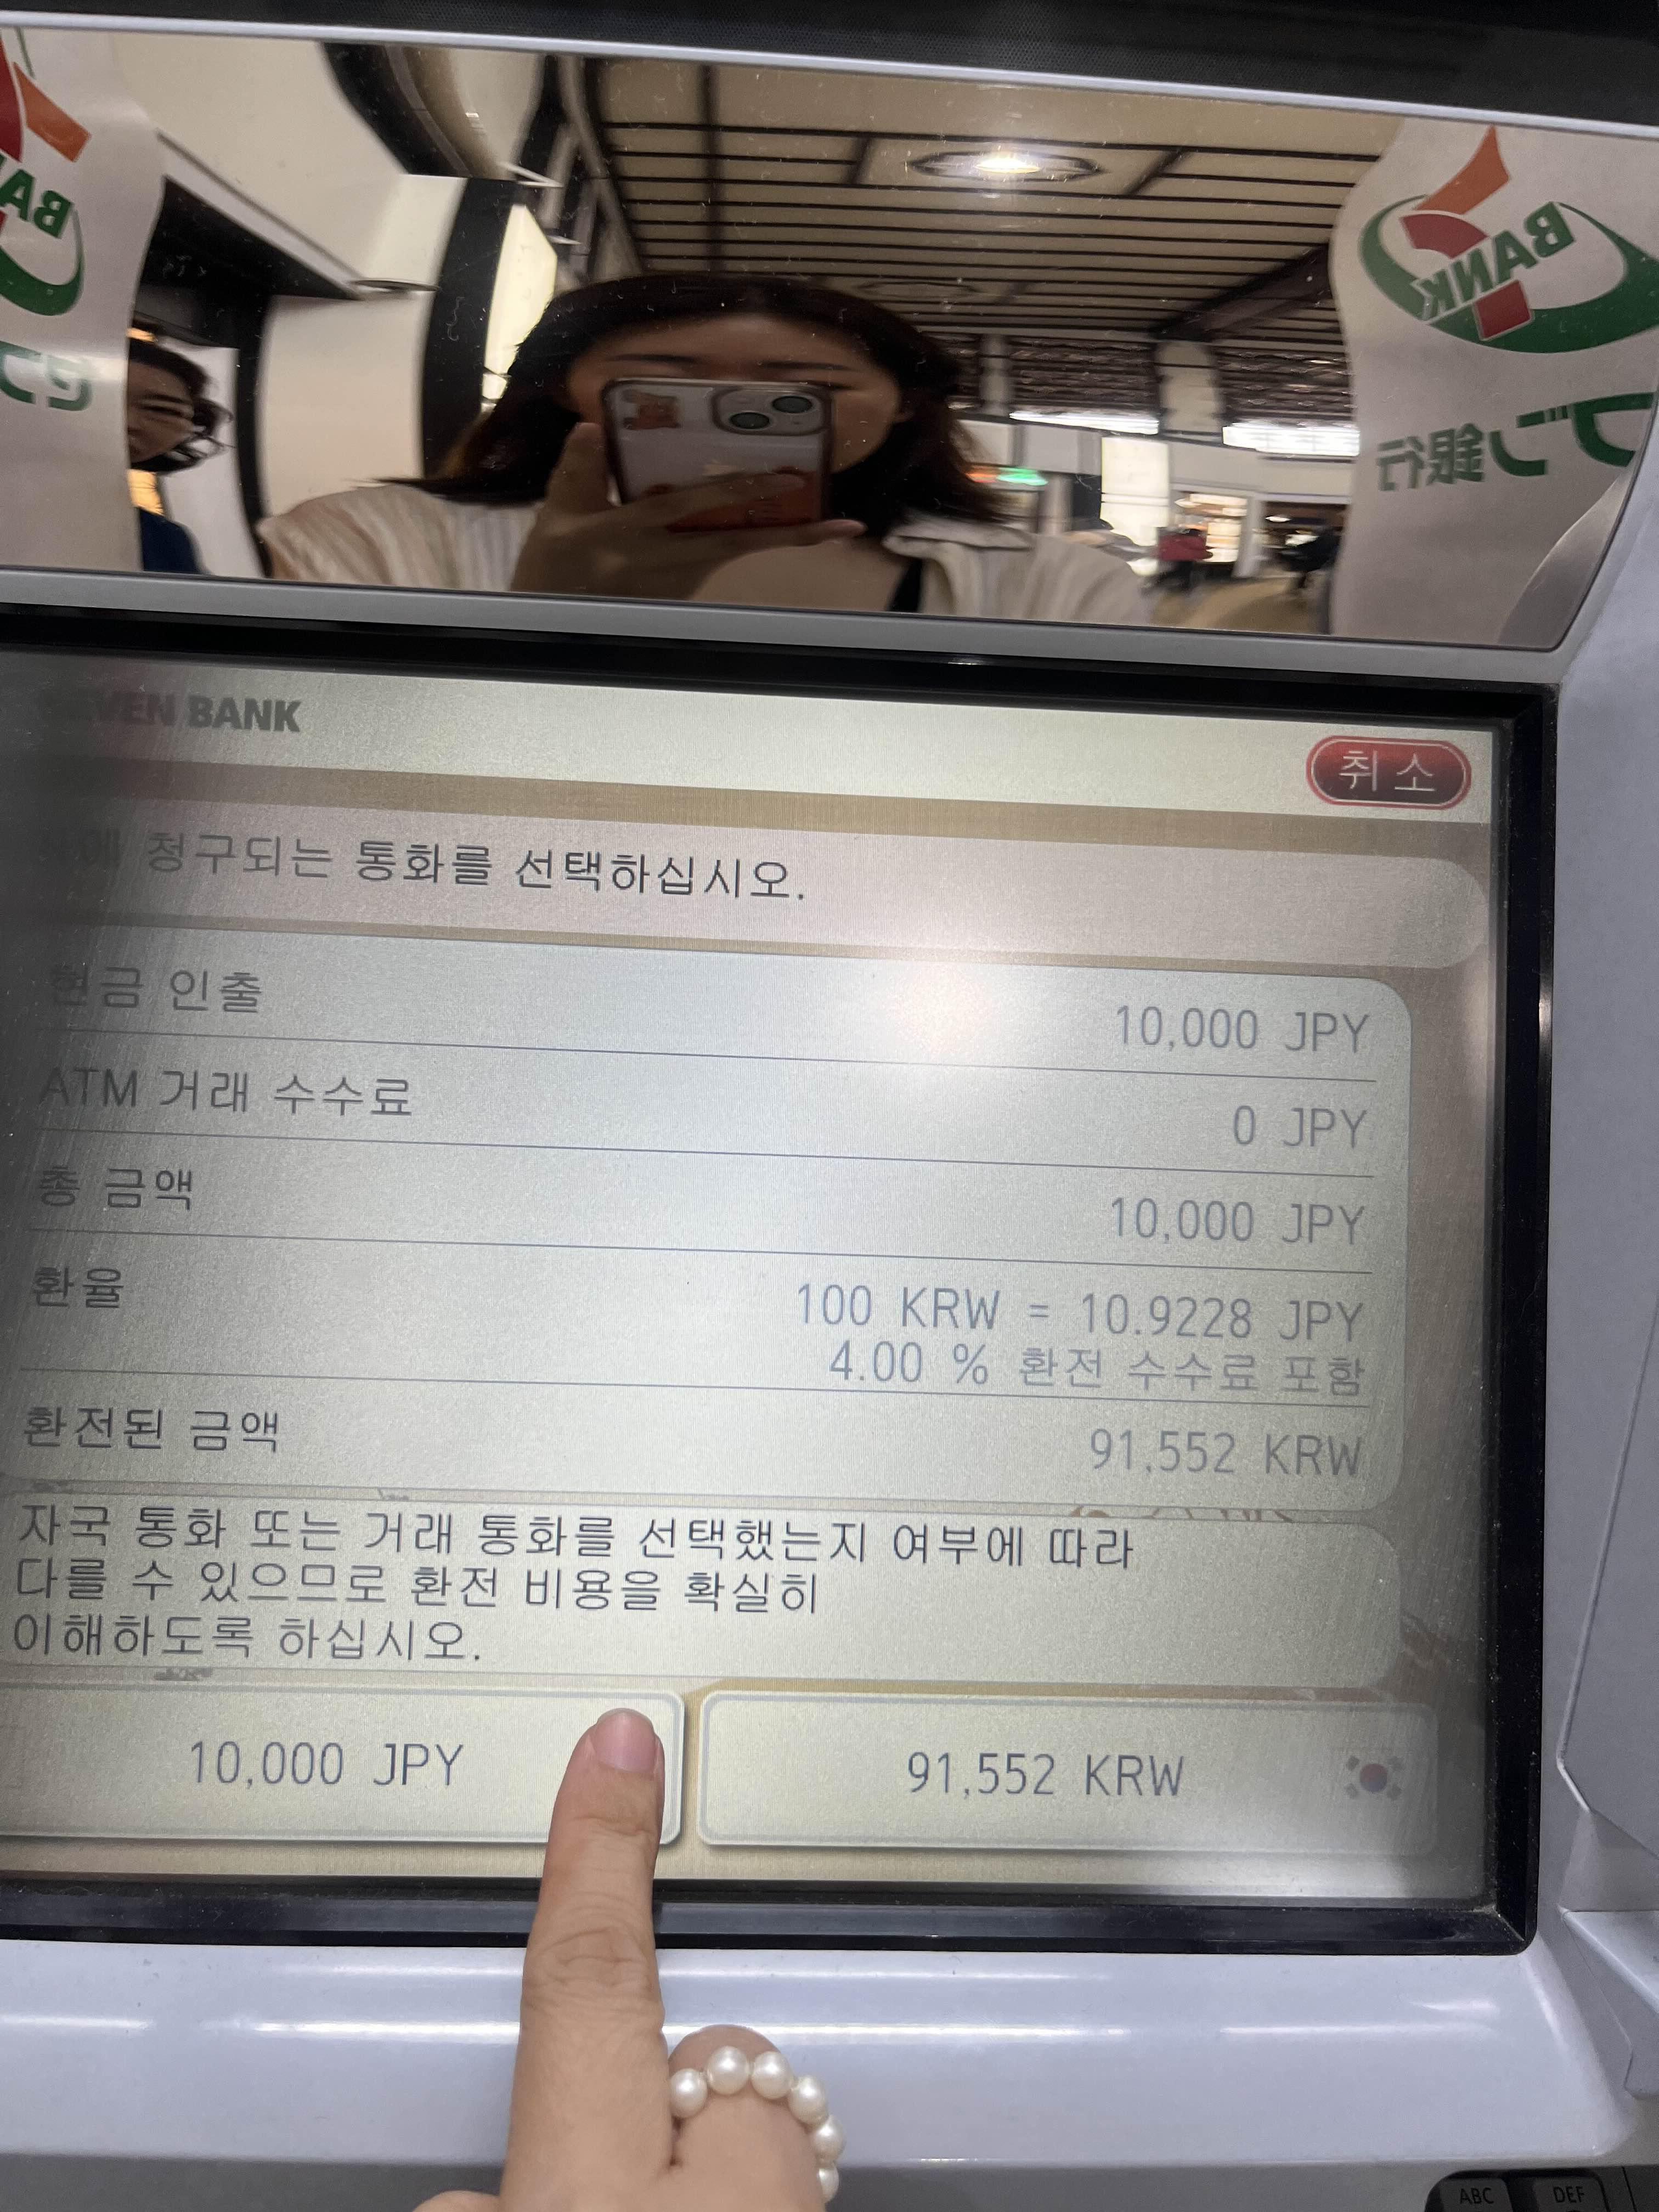 BANK
ブン銀行
SEVEN BANK
취소
청구되는 통화를 선택하십시오.
현금 인출 10,000 JPY
ATM 거래 수수료 0 JPY
총 금액 10,000 JPY
환율 100 KRW = 10.9228 JPY
4.00 % 환전 수수료 포함
환전된 금액 91,552 KRW
자국 통화 또는 거래 통화를 선택했는지 여부에 따라
다를 수 있으므로 환전 비용을 확실히
이해하도록 하십시오.
10,000 JPY
91,552 KRW
ABC
DEF